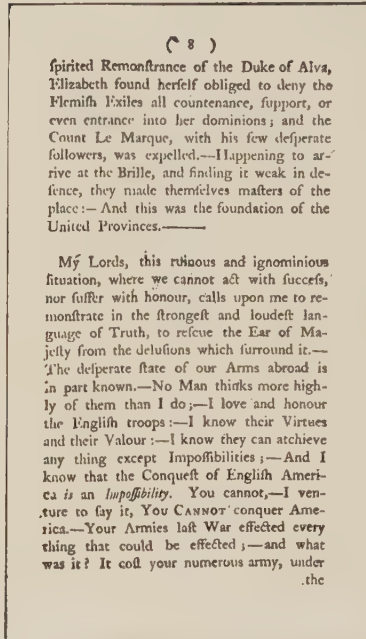 ( 8 )
ſpirited Remonſtrance of the Duke of Alva,
Elizabeth found herſelf obliged to deny the
Flemiſh Exiles all countenance, ſupport, or
even entrance into her dominions; and the
Count Le Marque, with his few deſperate
followers, was expelled.—Happening to ar-
rive at the Brille, and finding it weak in de-
fence, they made themſelves maſters of the
place:— And this was the foundation of the
United Provinces.———
My Lords, this ruinous and ignominious
ſituation, where we cannot act with ſucceſs,
nor ſuffer with honour, calls upon me to re-
monſtrate in the ſtrongeſt and loudeſt lan-
guage of Truth, to reſcue the Ear of Ma-
jeſty from the deluſions which ſurround it.—
The deſperate ſtate of our Arms abroad is
in part known.—No Man thinks more high-
ly of them than I do;—I love and honour
the Engliſh troops:—I know their Virtues
and their Valour:—I know they can atchieve
any thing except Impoſſibilities;—And I
know that the Conqueſt of Engliſh Ameri-
ca is an Impoſſibility. You cannot,—I ven-
ture to ſay it, YOU CANNOT conquer Ame-
rica.—Your Armies laſt War effected every
thing that could be effected;—and what
was it? It coſt your numerous army, under
the